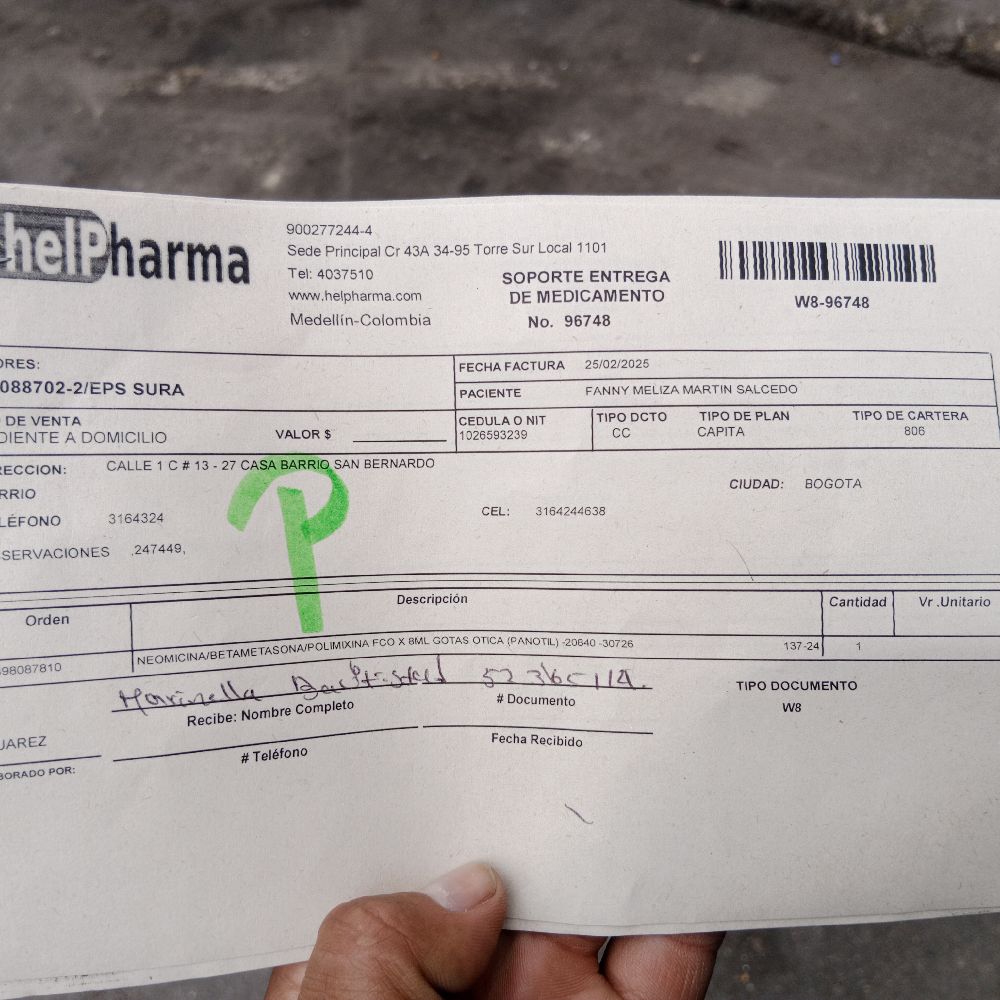 helPharma
900277244-4
Sede Principal Cr 43A 34-95 Torre Sur Local 1101
Tel: 4037510
www.helpharma.com
Medellín-Colombia
SOPORTE ENTREGA
DE MEDICAMENTO
No. 96748
W8-96748
ORES:
088702-2/EPS SURA
FECHA FACTURA 25/02/2025
PACIENTE FANNY MELIZA MARTIN SALCEDO
DE VENTA
DIENTE A DOMICILIO
VALOR $
CEDULA O NIT
1026593239
TIPO DCTO
CC
TIPO DE PLAN
CAPITA
TIPO DE CARTERA
806
RECCION: CALLE 1 C # 13 - 27 CASA BARRIO SAN BERNARDO
RRIO
CIUDAD: BOGOTA
LÉFONO 3164324
CEL: 3164244638
SERVACIONES ,247449,
P
Orden Descripción Cantidad Vr .Unitario
98087810 NEOMICINA/BETAMETASONA/POLIMIXINA FCO X 8ML GOTAS OTICA (PANOTIL) -20640 -30726 137-24 1
Recibe: Nombre Completo
# Documento
TIPO DOCUMENTO
W8
UAREZ
BORADO POR:
# Teléfono
Fecha Recibido